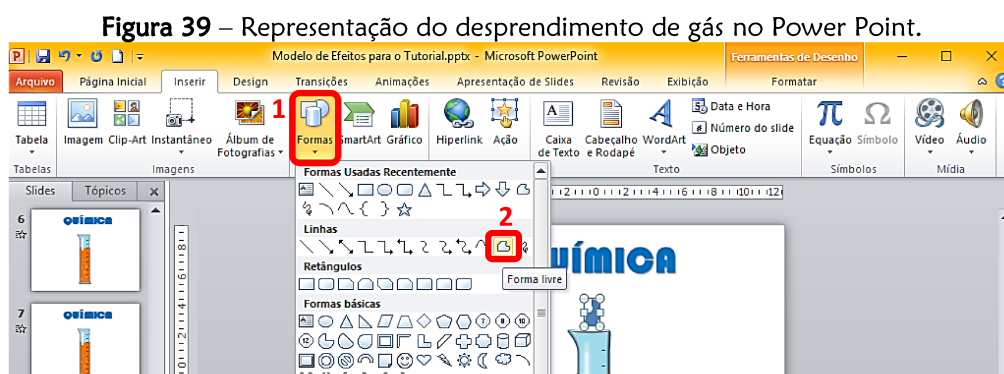 Figura 39 – Representação do desprendimento de gás no Power Point.
Modelo de Efeitos para o Tutorial.pptx - Microsoft PowerPoint
Ferramentas de Desenho
Arquivo Página Inicial Inserir Design Transições Animações Apresentação de Slides Revisão Exibição Formatar
1
Tabela
Imagem Clip-Art Instantâneo Álbum de Fotografias
Formas SmartArt Gráfico
Hiperlink Ação
Caixa de Texto Cabeçalho e Rodapé WordArt
Data e Hora
Número do slide
Objeto
Equação Símbolo
Vídeo Áudio
Tabelas Imagens Texto Símbolos Mídia
Formas Usadas Recentemente
Slides Tópicos
2
Linhas
Retângulos
Forma livre
Formas básicas
6
QUÍMICA
7
QUÍMICA
uímica